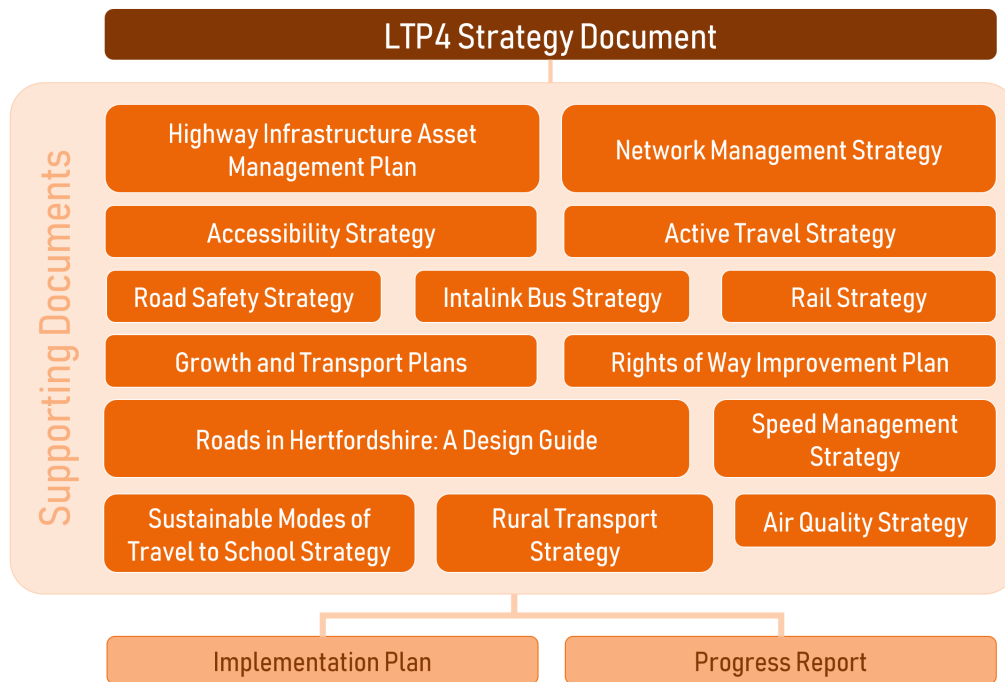 LTP4 Strategy Document
Supporting Documents
Highway Infrastructure Asset
Management Plan
Network Management Strategy
Accessibility Strategy
Active Travel Strategy
Road Safety Strategy
Intalink Bus Strategy
Rail Strategy
Growth and Transport Plans
Rights of Way Improvement Plan
Roads in Hertfordshire: A Design Guide
Speed Management
Strategy
Sustainable Modes of
Travel to School Strategy
Rural Transport
Strategy
Air Quality Strategy
Implementation Plan
Progress Report